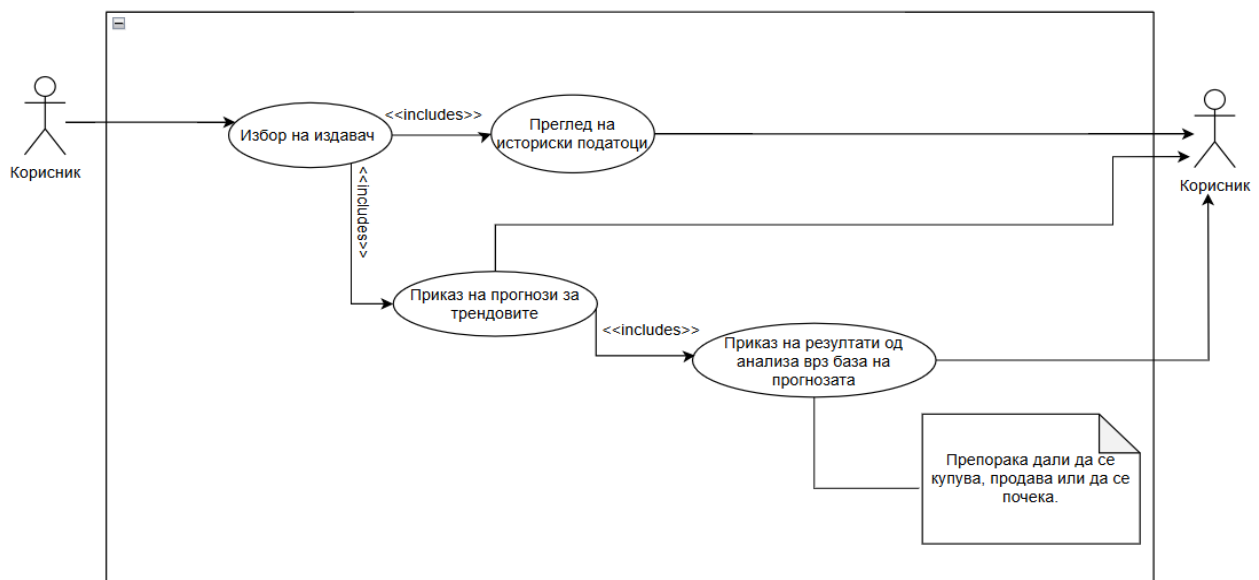 Корисник
Избор на издавач
<<includes>>
Преглед на
историски податоци
Корисник
<<includes>>
Приказ на прогнози за
трендовите
<<includes>>
Приказ на резултати од
анализа врз база на
прогнозата
Препорака дали да се
купува, продава или да се
почека.